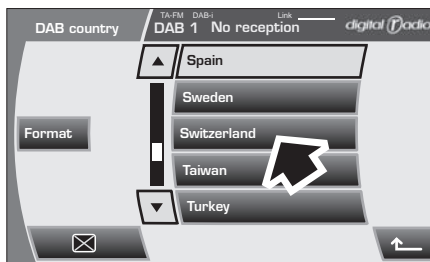 DAB country
TA-FM DAB-i Link
DAB 1 No reception
digital radio
Spain
Sweden
Format
Switzerland
Taiwan
Turkey